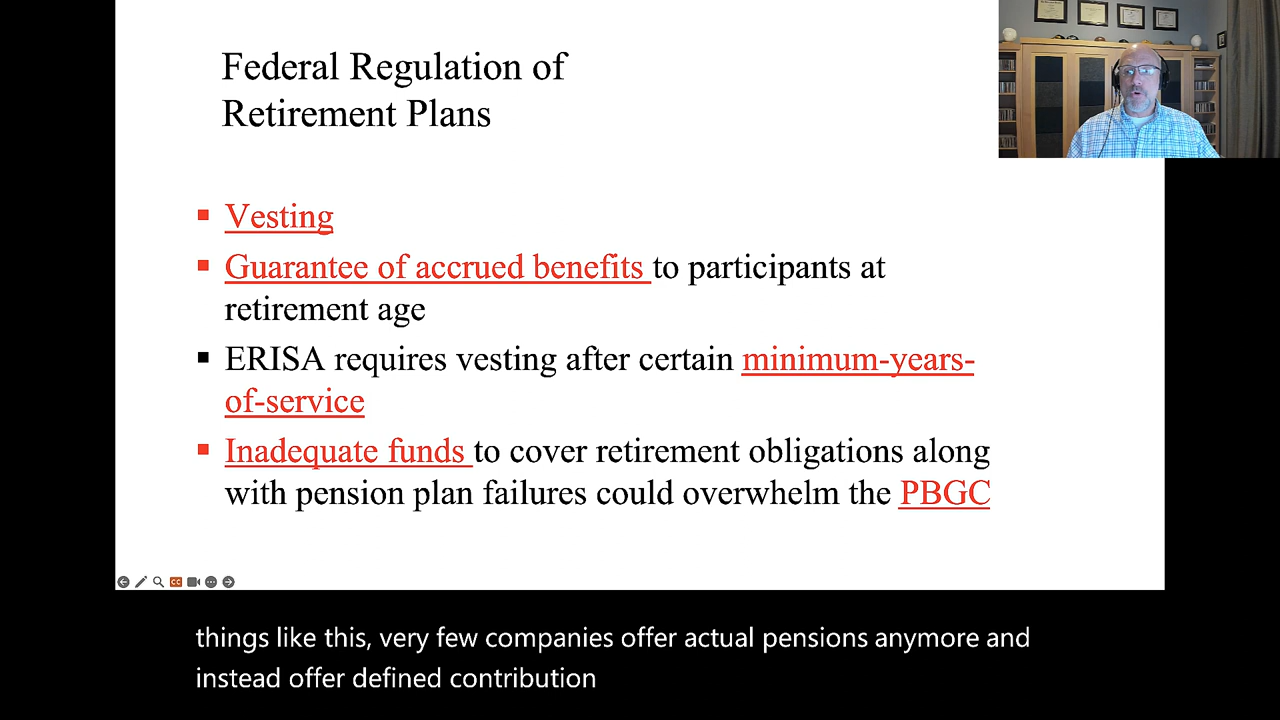 Federal Regulation of
Retirement Plans
Vesting
Guarantee of accrued benefits to participants at
retirement age
ERISA requires vesting after certain minimum-years-
of-service
Inadequate funds to cover retirement obligations along
with pension plan failures could overwhelm the PBGC
CC
things like this, very few companies offer actual pensions anymore and
instead offer defined contribution